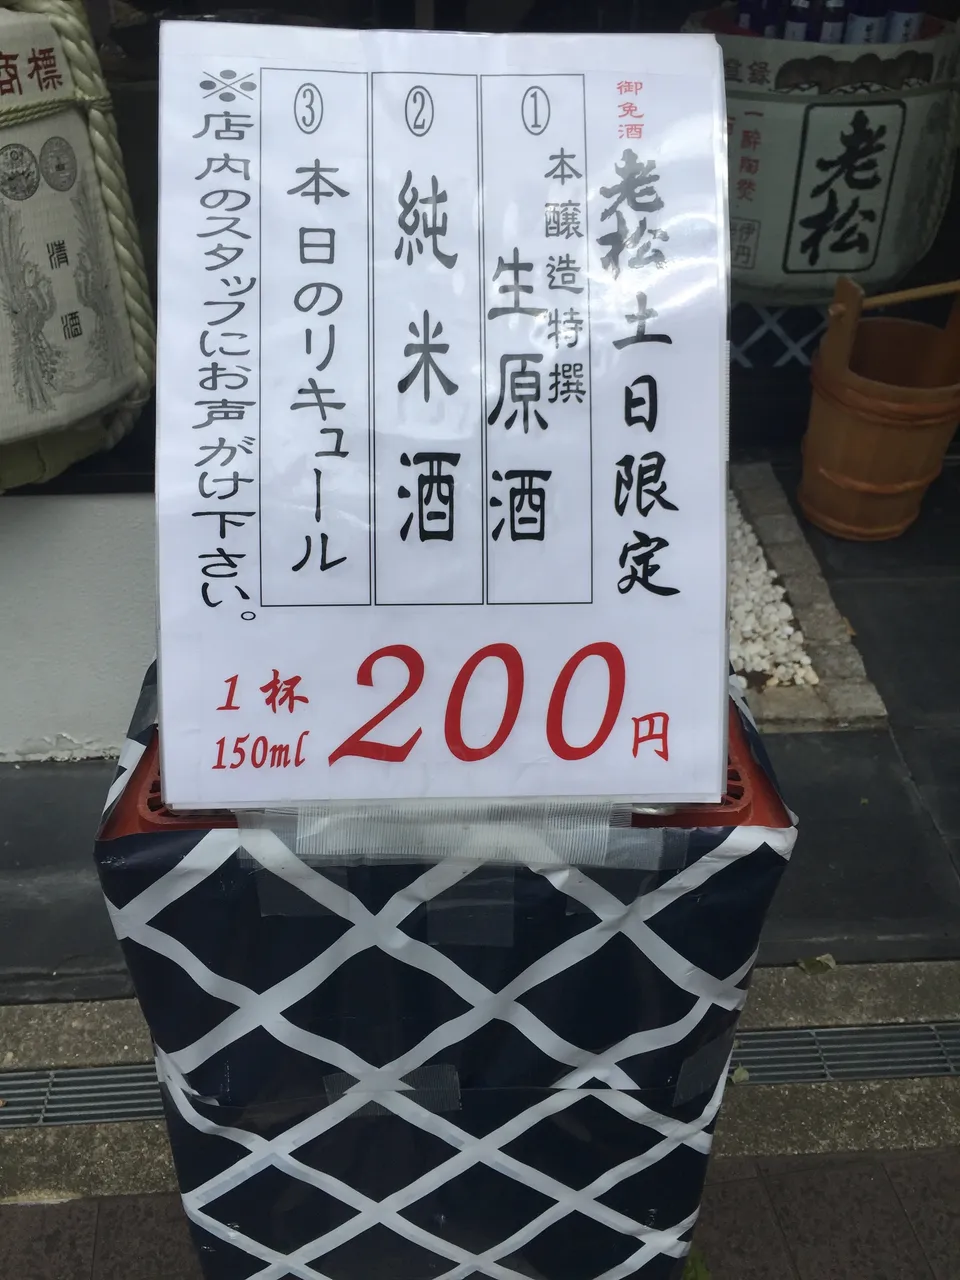 御免酒
老松土日限定
①
本醸造特撰
生原酒
②
純米酒
③
本日のリキュール
※店内のスタッフにお声がけ下さい。
1杯
150ml
200円
老松
商標
清酒